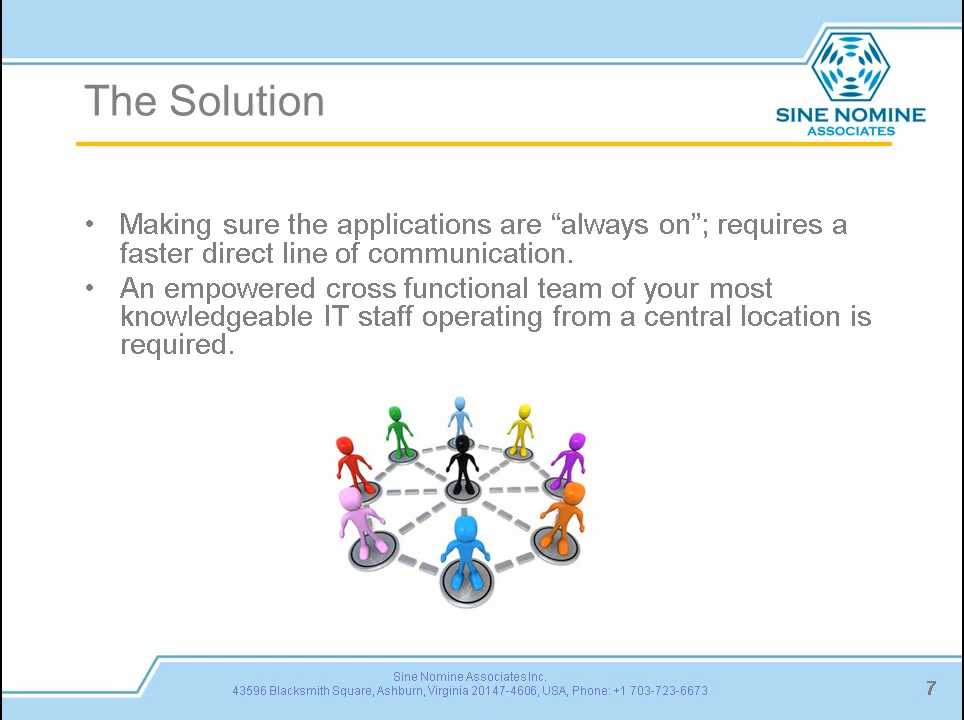 The Solution
SINE NOMINE
ASSOCIATES
• Making sure the applications are “always on”; requires a
faster direct line of communication.
• An empowered cross functional team of your most
knowledgeable IT staff operating from a central location is
required.
Sine Nomine Associates Inc.
43596 Blacksmith Square, Ashburn, Virginia 20147-4606, USA, Phone: +1 703-723-6673
7